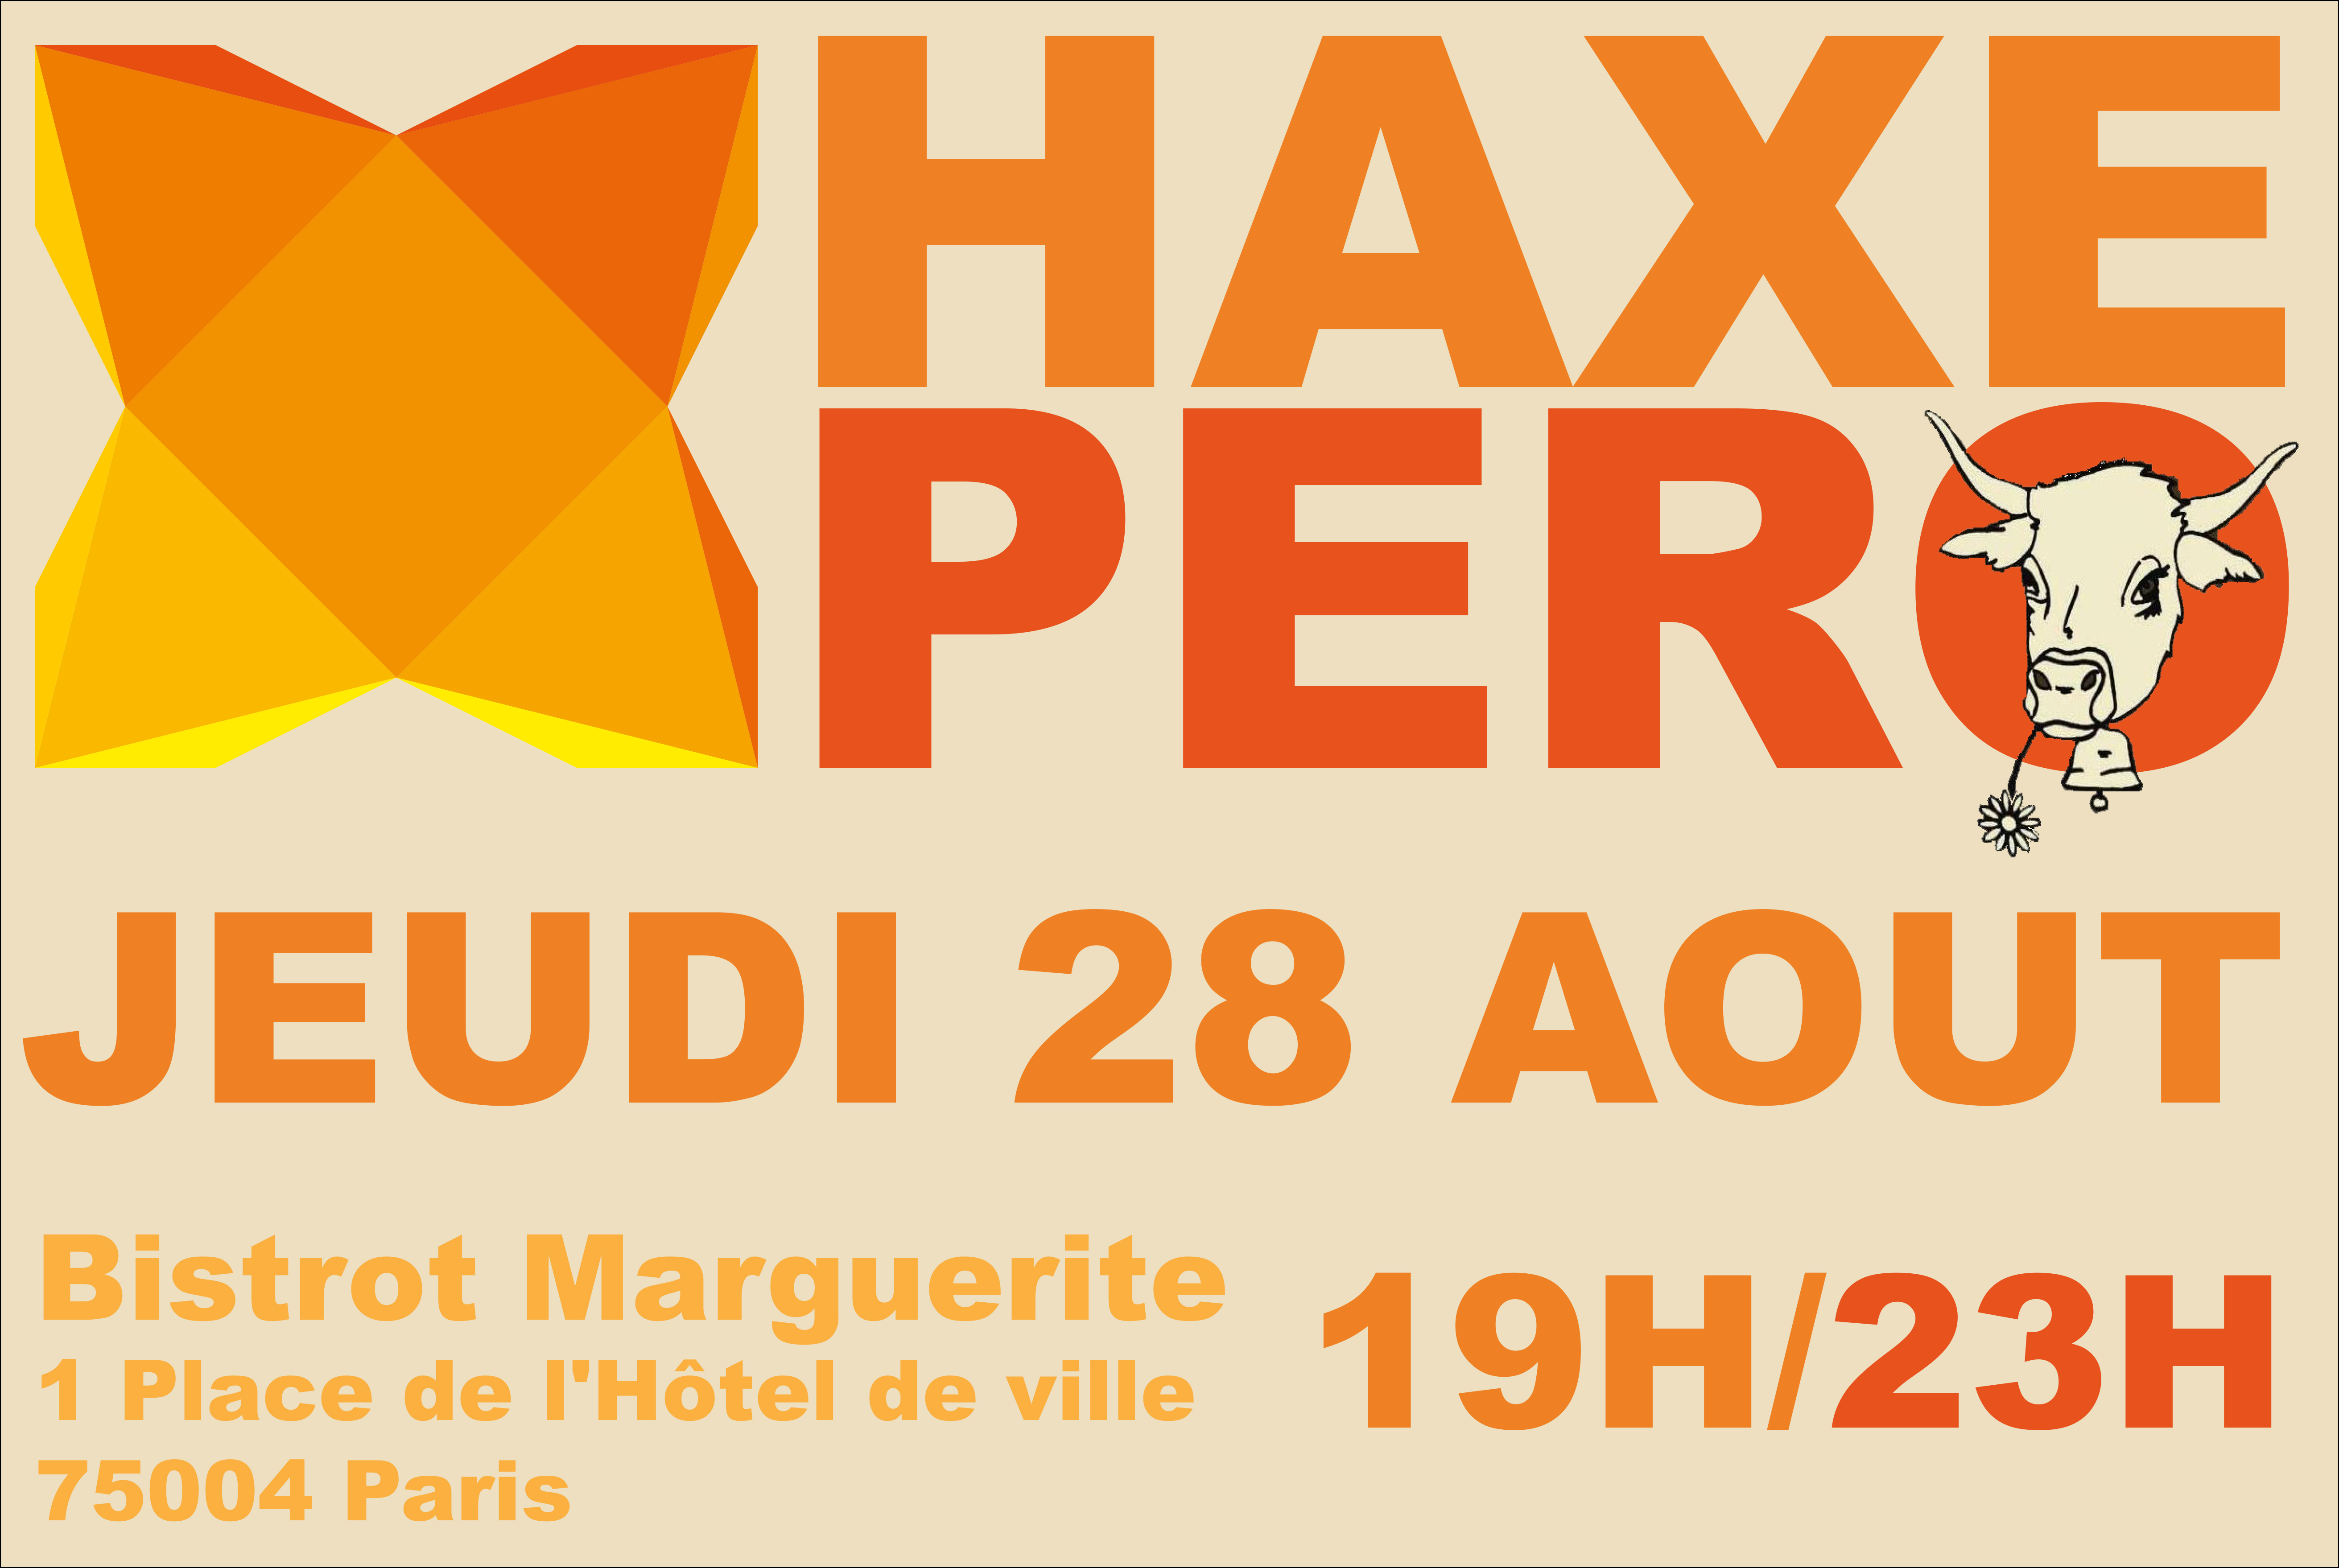 HAXE
PERO
JEUDI 28 AOUT
Bistrot Marguerite
1 Place de l'Hôtel de ville
75004 Paris
19H/23H